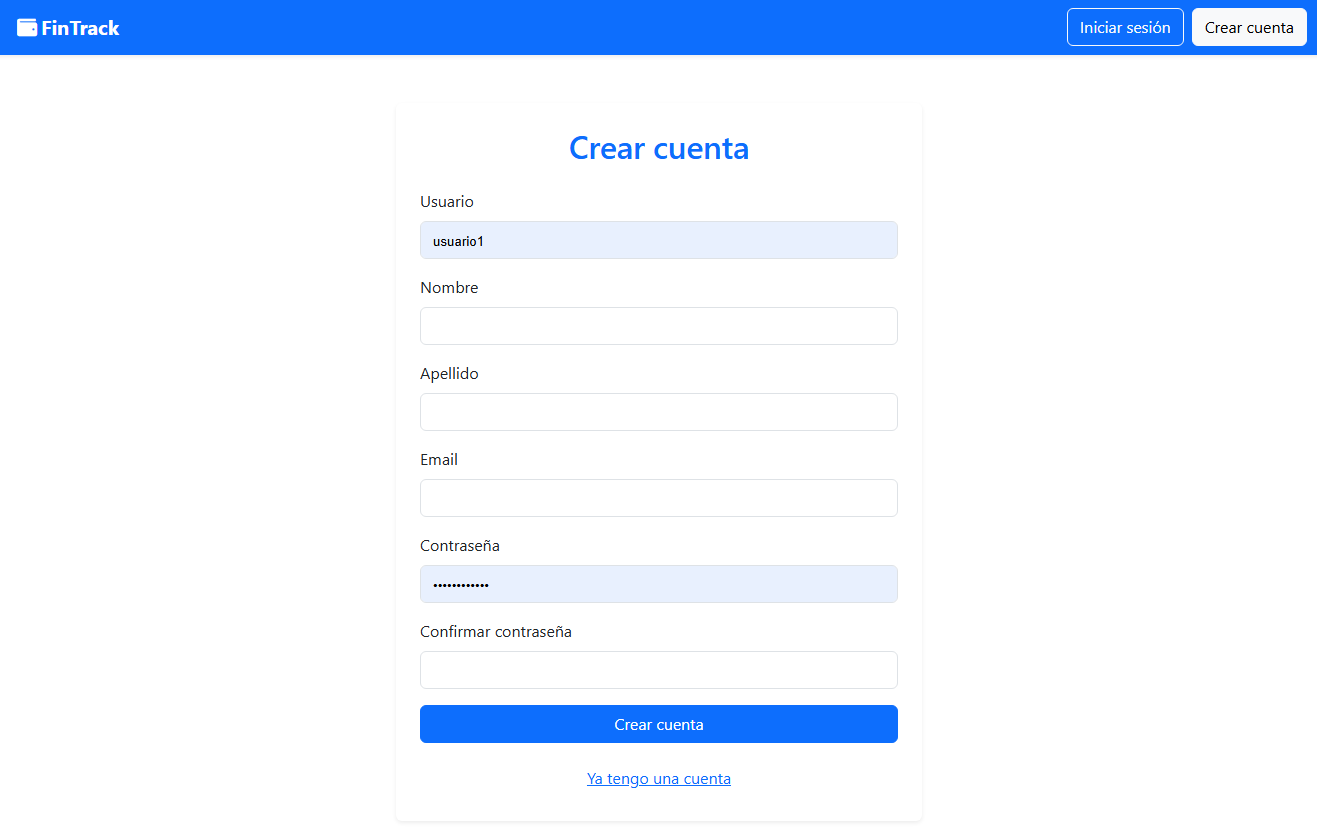 FinTrack
Iniciar sesión
Crear cuenta
Crear cuenta
Usuario
usuario1
Nombre
Apellido
Email
Contraseña
••••••••••••
Confirmar contraseña
Crear cuenta
Ya tengo una cuenta